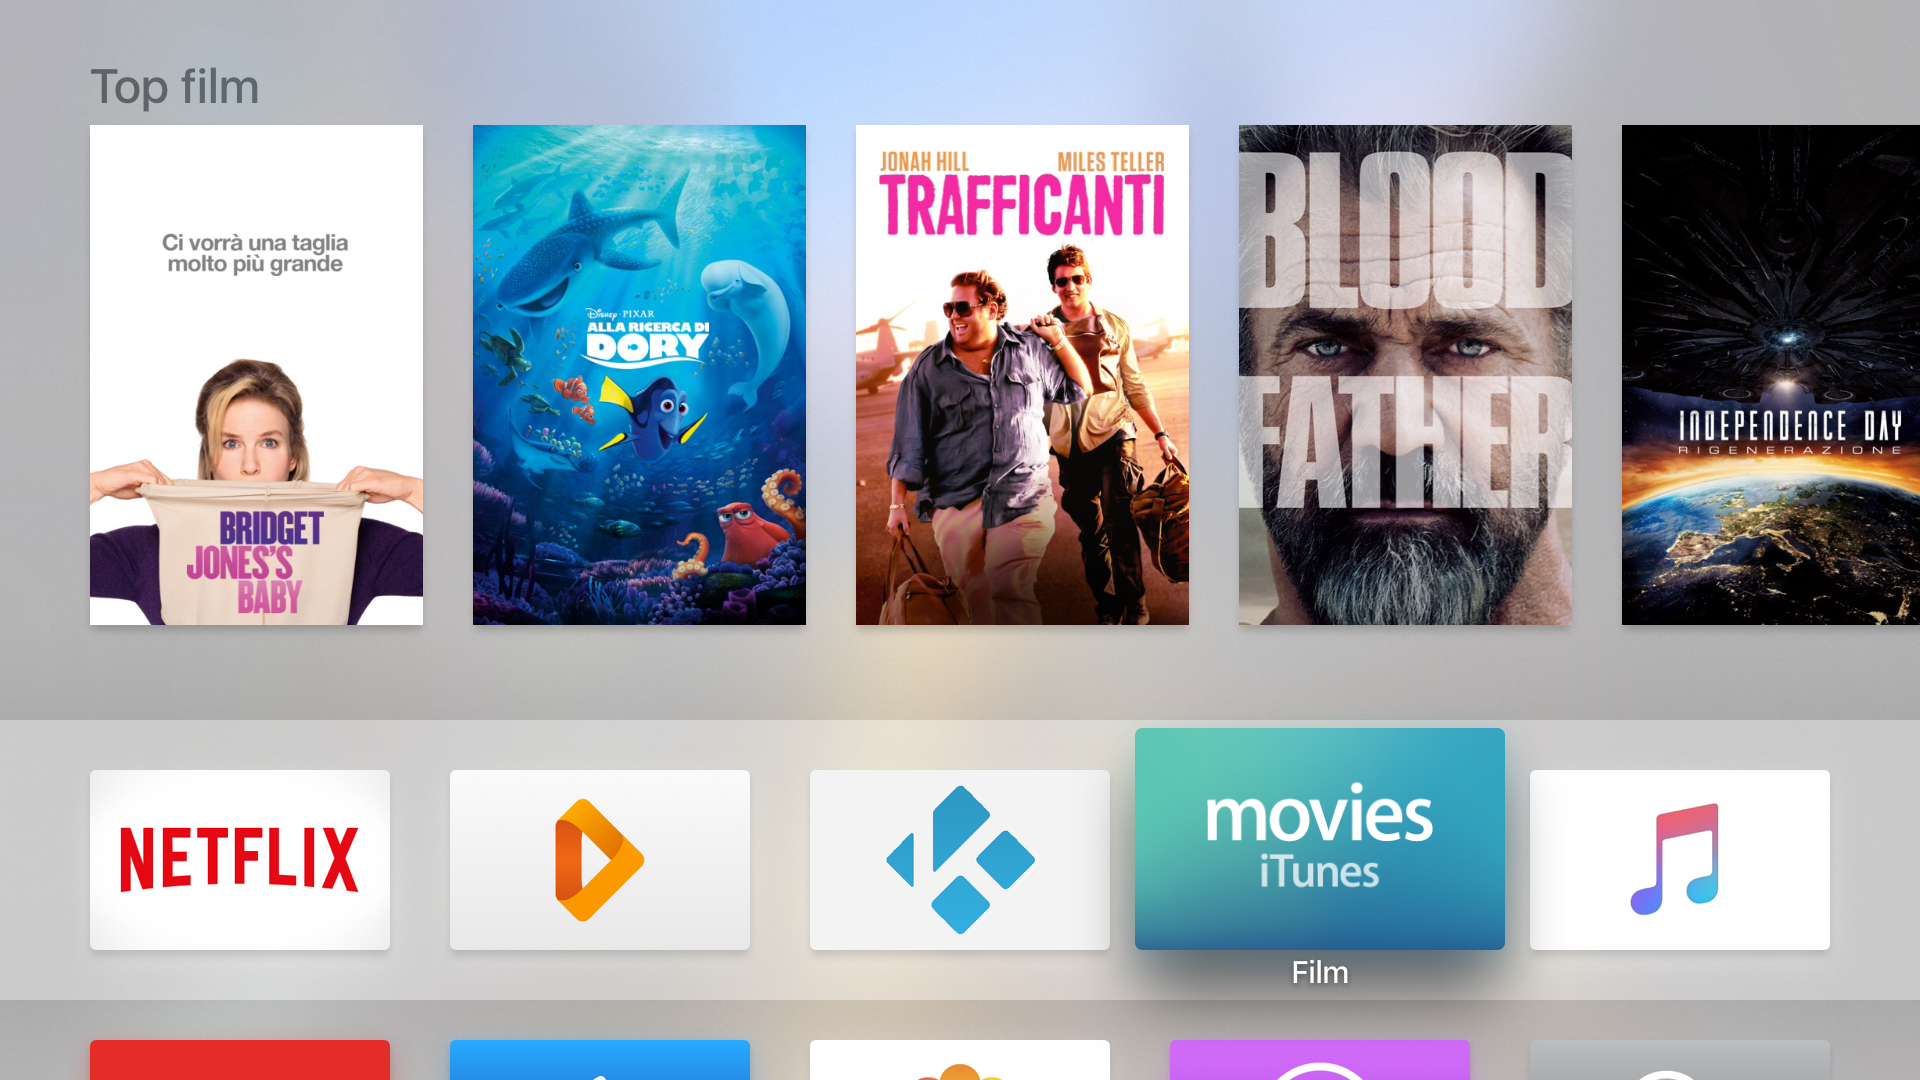 Top film
Ci vorrà una taglia
molto più grande
BRIDGET
JONES'S
BABY
Disney · PIXAR
ALLA RICERCA DI
DORY
JONAH HILL MILES TELLER
TRAFFICANTI
BLOOD
FATHER
INDEPENDENCE DAY
RIGENERAZIONE
NETFLIX
movies
iTunes
Film